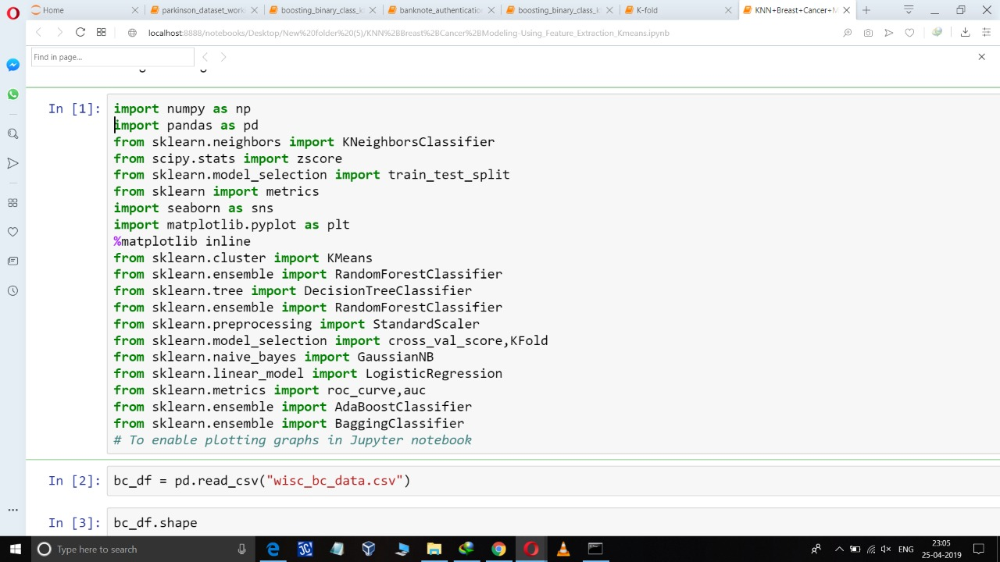 Home
parkinson_dataset_work
boosting_binary_class_k
banknote_authenticatio
boosting_binary_class_k
K-fold
KNN+Breast+Cancer+M
localhost:8888/notebooks/Desktop/New%20folder%20(5)/KNN%2BBreast%2BCancer%2BModeling-Using_Feature_Extraction_Kmeans.ipynb
Find in page...
In [1]:
import numpy as np
import pandas as pd
from sklearn.neighbors import KNeighborsClassifier
from scipy.stats import zscore
from sklearn.model_selection import train_test_split
from sklearn import metrics
import seaborn as sns
import matplotlib.pyplot as plt
%matplotlib inline
from sklearn.cluster import KMeans
from sklearn.ensemble import RandomForestClassifier
from sklearn.tree import DecisionTreeClassifier
from sklearn.ensemble import RandomForestClassifier
from sklearn.preprocessing import StandardScaler
from sklearn.model_selection import cross_val_score,KFold
from sklearn.naive_bayes import GaussianNB
from sklearn.linear_model import LogisticRegression
from sklearn.metrics import roc_curve,auc
from sklearn.ensemble import AdaBoostClassifier
from sklearn.ensemble import BaggingClassifier
# To enable plotting graphs in Jupyter notebook
In [2]: bc_df = pd.read_csv("wisc_bc_data.csv")
In [3]: bc_df.shape
Type here to search
ENG
23:05
25-04-2019